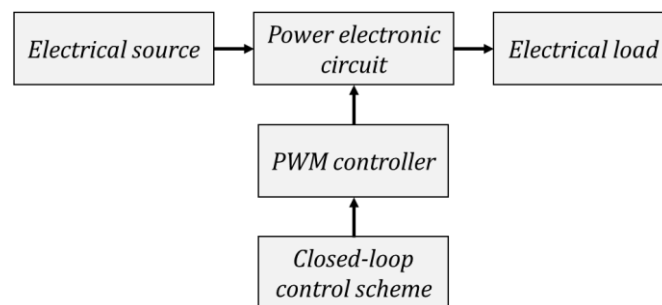 Electrical source
Power electronic
circuit
Electrical load
PWM controller
Closed-loop
control scheme